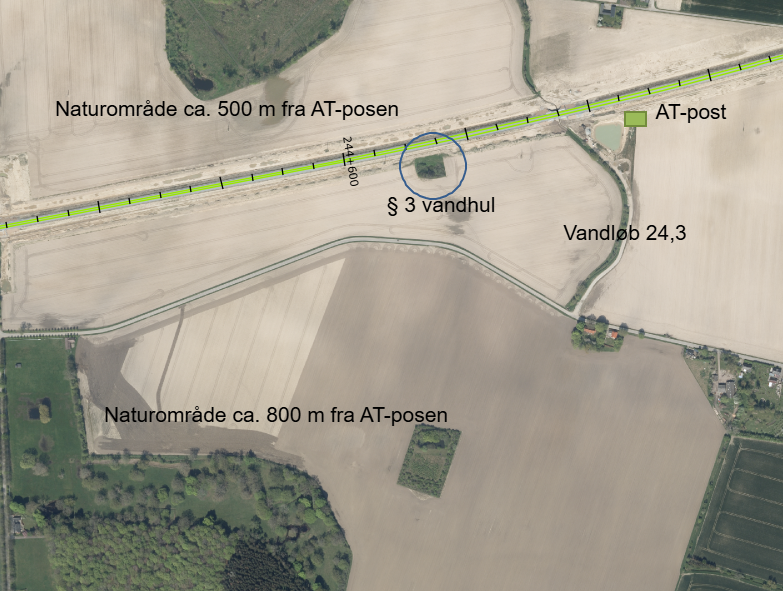 Naturområde ca. 500 m fra AT-posen
AT-post
244+600
§ 3 vandhul
Vandløb 24,3
Naturområde ca. 800 m fra AT-posen